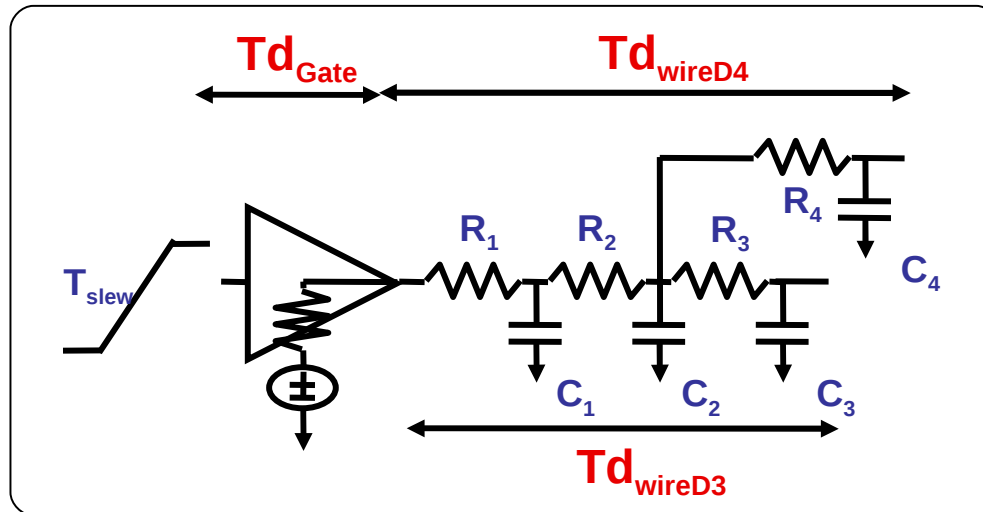 Td_Gate
Td_wireD4
R_4
R_1
R_2
R_3
T_slew
C_4
±
C_1
C_2
C_3
Td_wireD3